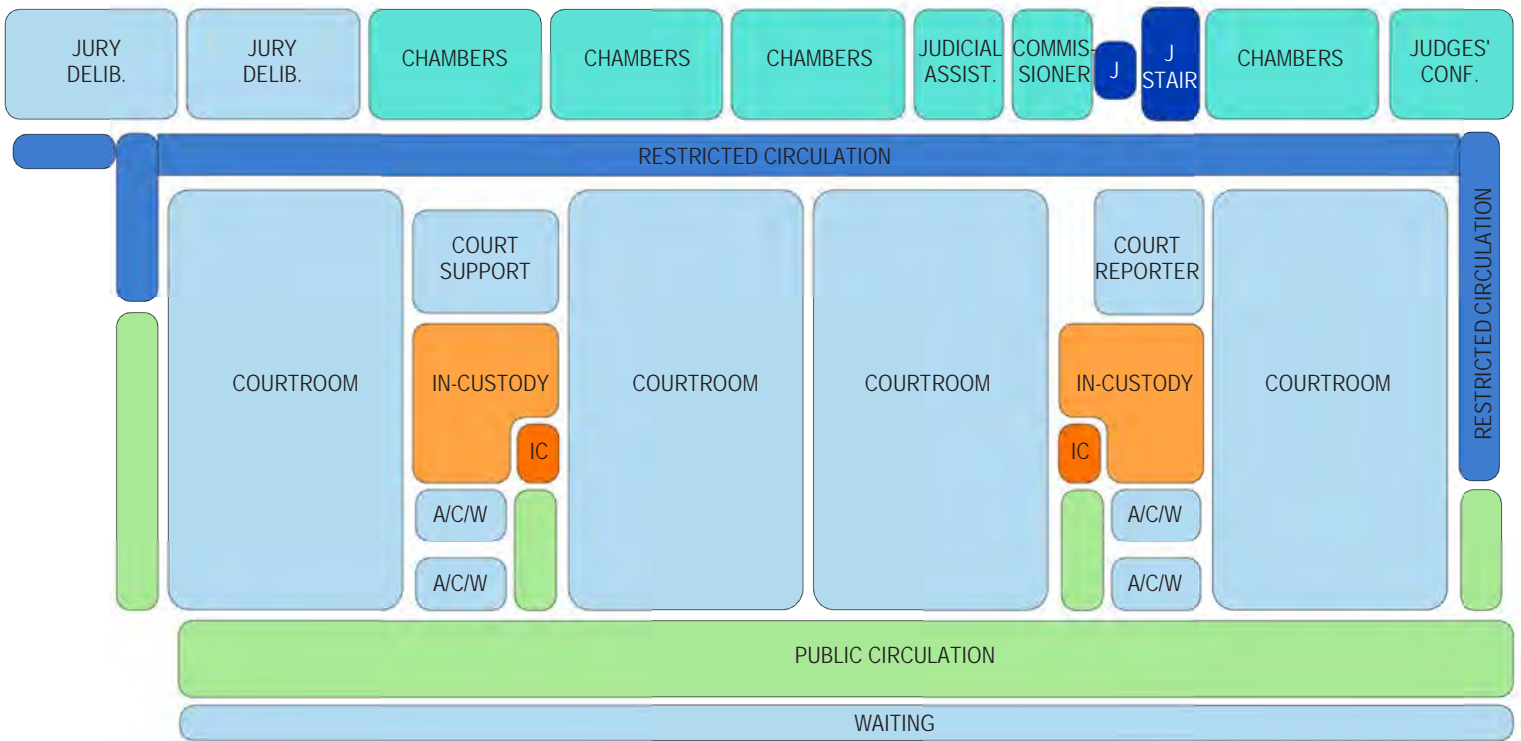 JURY
DELIB.
JURY
DELIB.
CHAMBERS
CHAMBERS
CHAMBERS
JUDICIAL
ASSIST.
COMMIS-
SIONER
J
J
STAIR
CHAMBERS
JUDGES'
CONF.
RESTRICTED CIRCULATION
RESTRICTED CIRCULATION
COURT
SUPPORT
COURT
REPORTER
COURTROOM
IN-CUSTODY
COURTROOM
COURTROOM
IN-CUSTODY
COURTROOM
IC
IC
A/C/W
A/C/W
A/C/W
A/C/W
PUBLIC CIRCULATION
WAITING